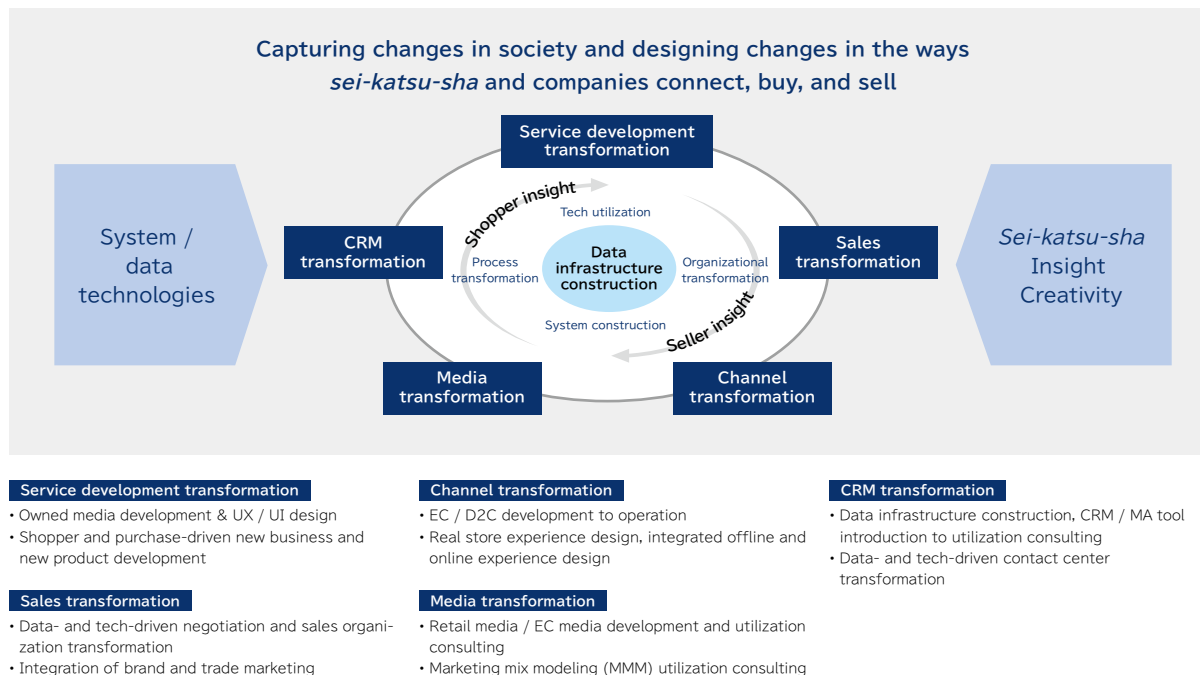 Capturing changes in society and designing changes in the ways
sei-katsu-sha and companies connect, buy, and sell
Service development
transformation
Shopper insight
Tech utilization
System /
data
technologies
CRM
transformation
Process
transformation
Data
infrastructure
construction
Organizational
transformation
Sales
transformation
Sei-katsu-sha
Insight
Creativity
System construction
Seller insight
Media
transformation
Channel
transformation
Service development transformation
• Owned media development & UX / UI design
• Shopper and purchase-driven new business and
new product development
Sales transformation
• Data- and tech-driven negotiation and sales organi-
zation transformation
• Integration of brand and trade marketing
Channel transformation
• EC / D2C development to operation
• Real store experience design, integrated offline and
online experience design
Media transformation
• Retail media / EC media development and utilization
consulting
• Marketing mix modeling (MMM) utilization consulting
CRM transformation
• Data infrastructure construction, CRM / MA tool
introduction to utilization consulting
• Data- and tech-driven contact center
transformation